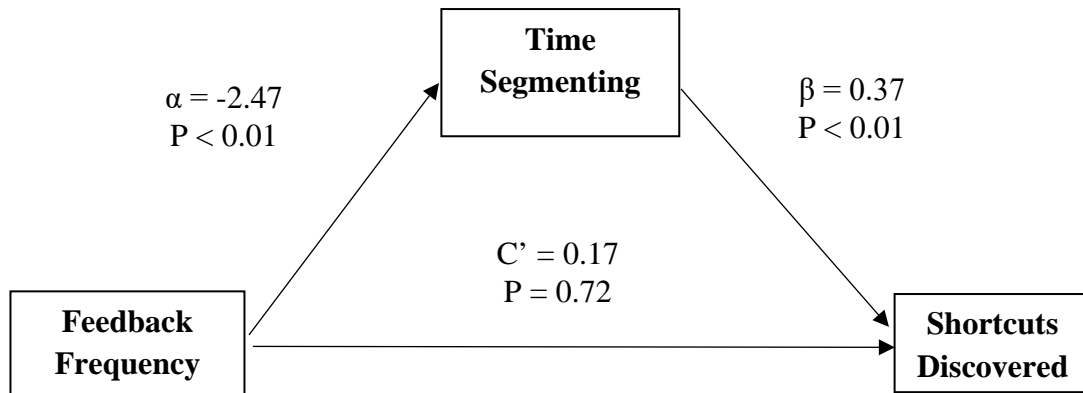 Time
Segmenting
α = -2.47
P < 0.01
β = 0.37
P < 0.01
C’ = 0.17
P = 0.72
Feedback
Frequency
Shortcuts
Discovered